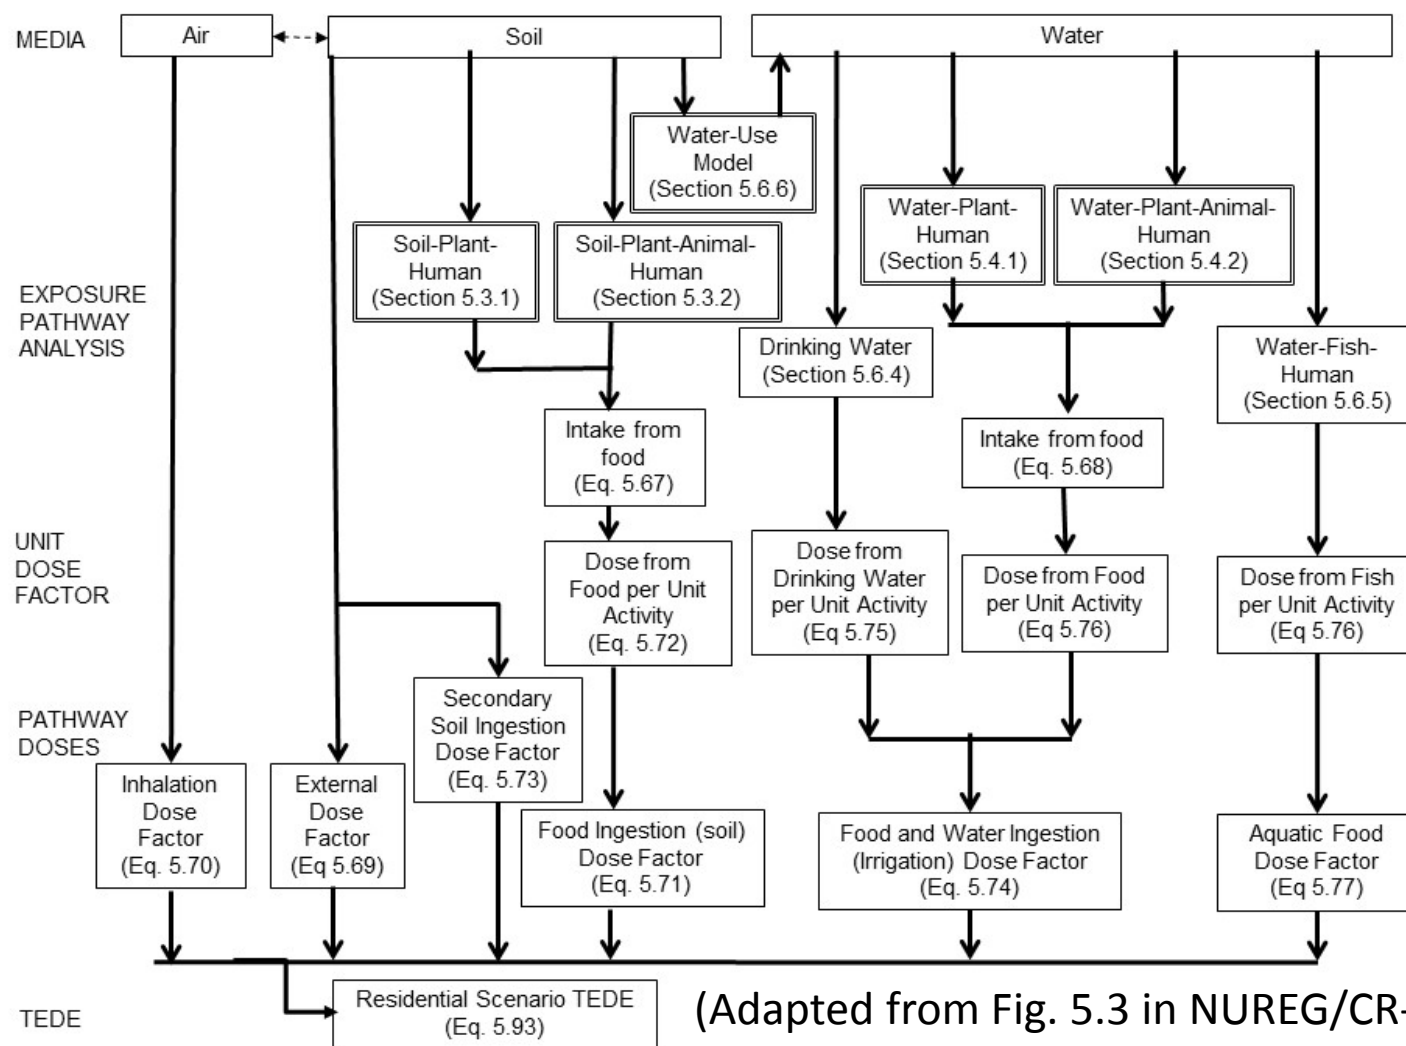 MEDIA
Air
Soil
Water
Water-Use
Model
(Section 5.6.6)
EXPOSURE
PATHWAY
ANALYSIS
Soil-Plant-
Human
(Section 5.3.1)
Soil-Plant-Animal-
Human
(Section 5.3.2)
Water-Plant-
Human
(Section 5.4.1)
Water-Plant-Animal-
Human
(Section 5.4.2)
Drinking Water
(Section 5.6.4)
Water-Fish-
Human
(Section 5.6.5)
Intake from
food
(Eq. 5.67)
Intake from food
(Eq. 5.68)
UNIT
DOSE
FACTOR
Dose from
Food per Unit
Activity
(Eq. 5.72)
Dose from
Drinking Water
per Unit Activity
(Eq 5.75)
Dose from Food
per Unit Activity
(Eq 5.76)
Dose from Fish
per Unit Activity
(Eq 5.76)
PATHWAY
DOSES
Secondary
Soil Ingestion
Dose Factor
(Eq. 5.73)
Inhalation
Dose
Factor
(Eq. 5.70)
External
Dose
Factor
(Eq 5.69)
Food Ingestion (soil)
Dose Factor
(Eq. 5.71)
Food and Water Ingestion
(Irrigation) Dose Factor
(Eq. 5.74)
Aquatic Food
Dose Factor
(Eq 5.77)
TEDE
Residential Scenario TEDE
(Eq. 5.93)
(Adapted from Fig. 5.3 in NUREG/CR-